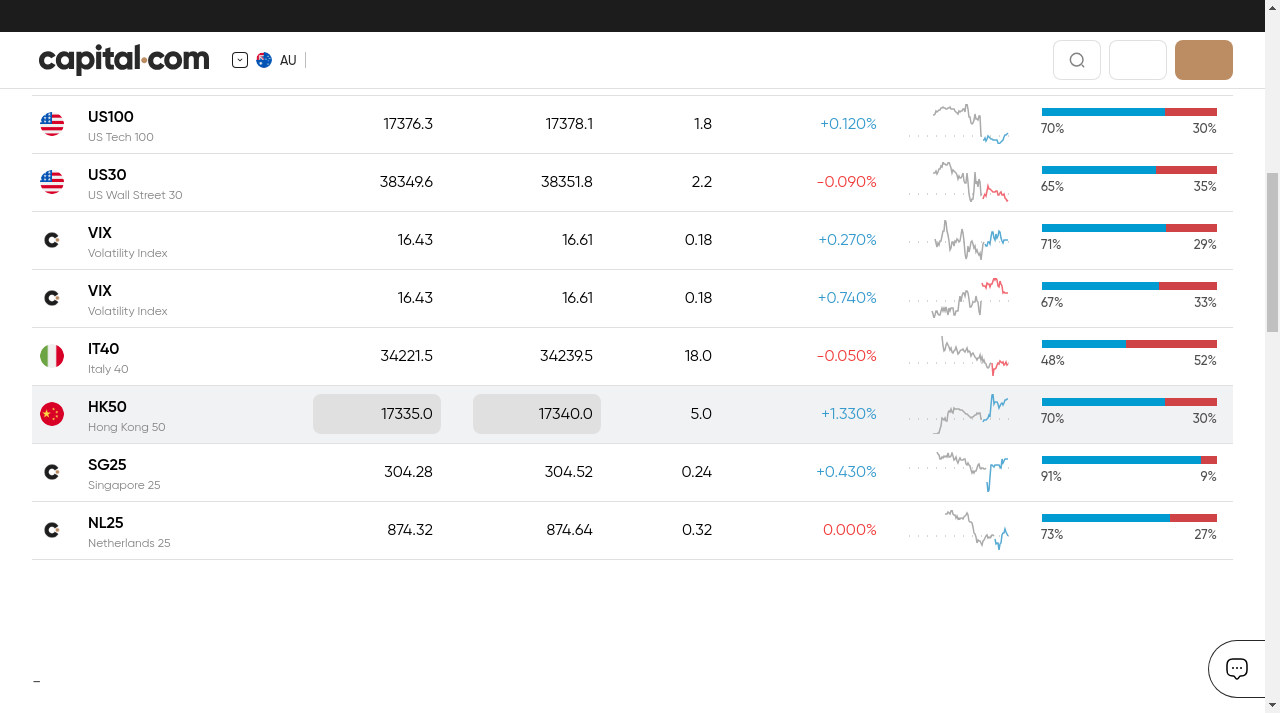 capital.com AU
US100 17376.3 17378.1 1.8 +0.120%
US Tech 100 70% 30%
US30 38349.6 38351.8 2.2 -0.090%
US Wall Street 30 65% 35%
VIX 16.43 16.61 0.18 +0.270%
Volatility Index 71% 29%
VIX 16.43 16.61 0.18 +0.740%
Volatility Index 67% 33%
IT40 34221.5 34239.5 18.0 -0.050%
Italy 40 48% 52%
HK50 17335.0 17340.0 5.0 +1.330%
Hong Kong 50 70% 30%
SG25 304.28 304.52 0.24 +0.430%
Singapore 25 91% 9%
NL25 874.32 874.64 0.32 0.000%
Netherlands 25 73% 27%
–